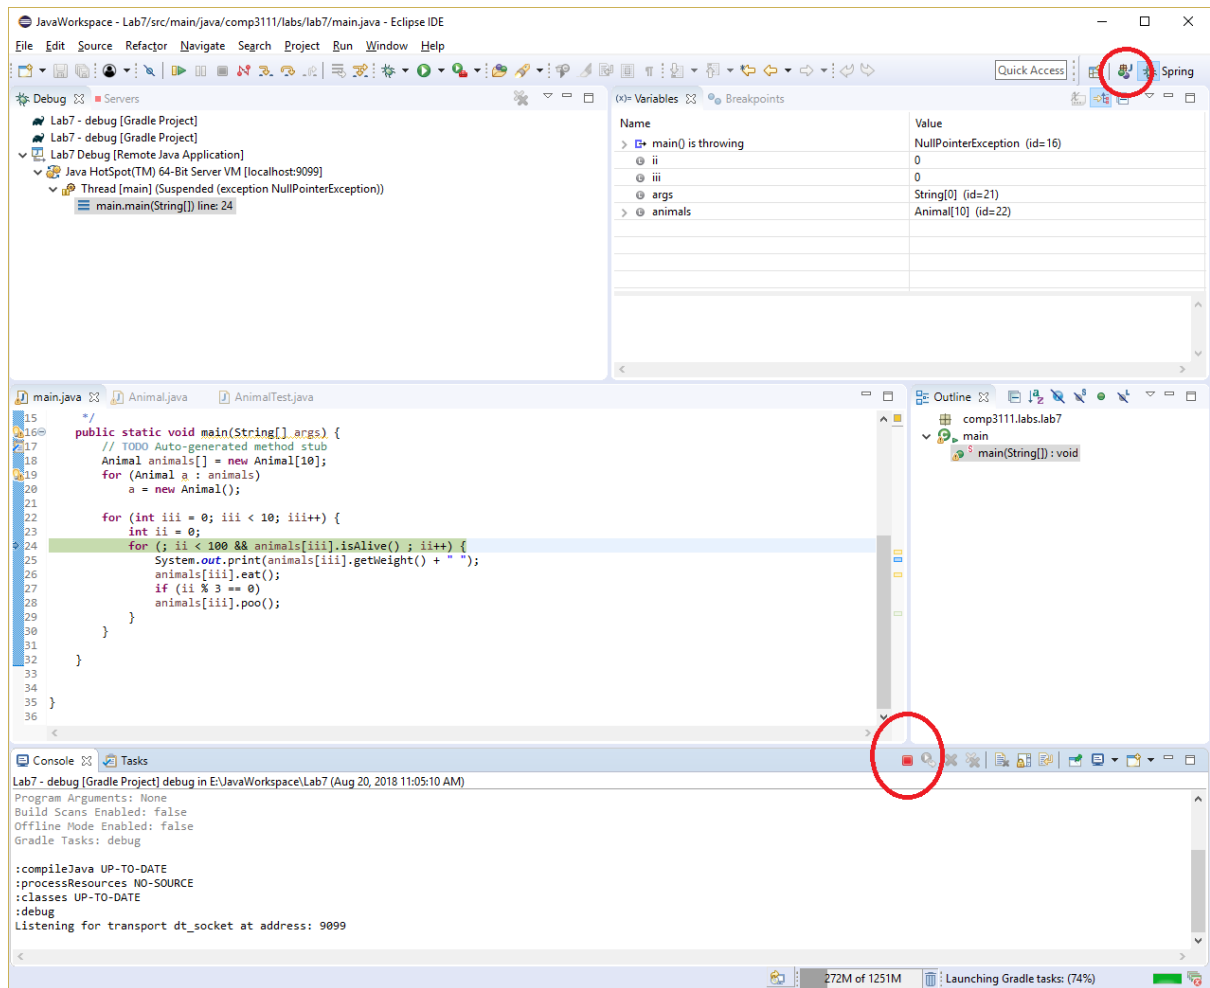 JavaWorkspace - Lab7/src/main/java/comp3111/labs/lab7/main.java - Eclipse IDE
File Edit Source Refactor Navigate Search Project Run Window Help
Quick Access
Spring
Debug
Servers
Lab7 - debug [Gradle Project]
Lab7 - debug [Gradle Project]
Lab7 Debug [Remote Java Application]
Java HotSpot(TM) 64-Bit Server VM [localhost:9099]
Thread [main] (Suspended (exception NullPointerException))
main.main(String[]) line: 24
(x)= Variables
Breakpoints
Name Value
main() is throwing NullPointerException (id=16)
ii 0
iii 0
args String[0] (id=21)
animals Animal[10] (id=22)
main.java
Animal.java
AnimalTest.java
15 */
16 public static void main(String[] args) {
17 // TODO Auto-generated method stub
18 Animal animals[] = new Animal[10];
19 for (Animal a : animals)
20 a = new Animal();
21
22 for (int iii = 0; iii < 10; iii++) {
23 int ii = 0;
24 for (; ii < 100 && animals[iii].isAlive() ; ii++) {
25 System.out.print(animals[iii].getWeight() + " ");
26 animals[iii].eat();
27 if (ii % 3 == 0)
28 animals[iii].poo();
29 }
30 }
31
32 }
33
34
35 }
36
Outline
comp3111.labs.lab7
main
main(String[]) : void
Console
Tasks
Lab7 - debug [Gradle Project] debug in E:\JavaWorkspace\Lab7 (Aug 20, 2018 11:05:10 AM)
Program Arguments: None
Build Scans Enabled: false
Offline Mode Enabled: false
Gradle Tasks: debug
:compileJava UP-TO-DATE
:processResources NO-SOURCE
:classes UP-TO-DATE
:debug
Listening for transport dt_socket at address: 9099
272M of 1251M
Launching Gradle tasks: (74%)